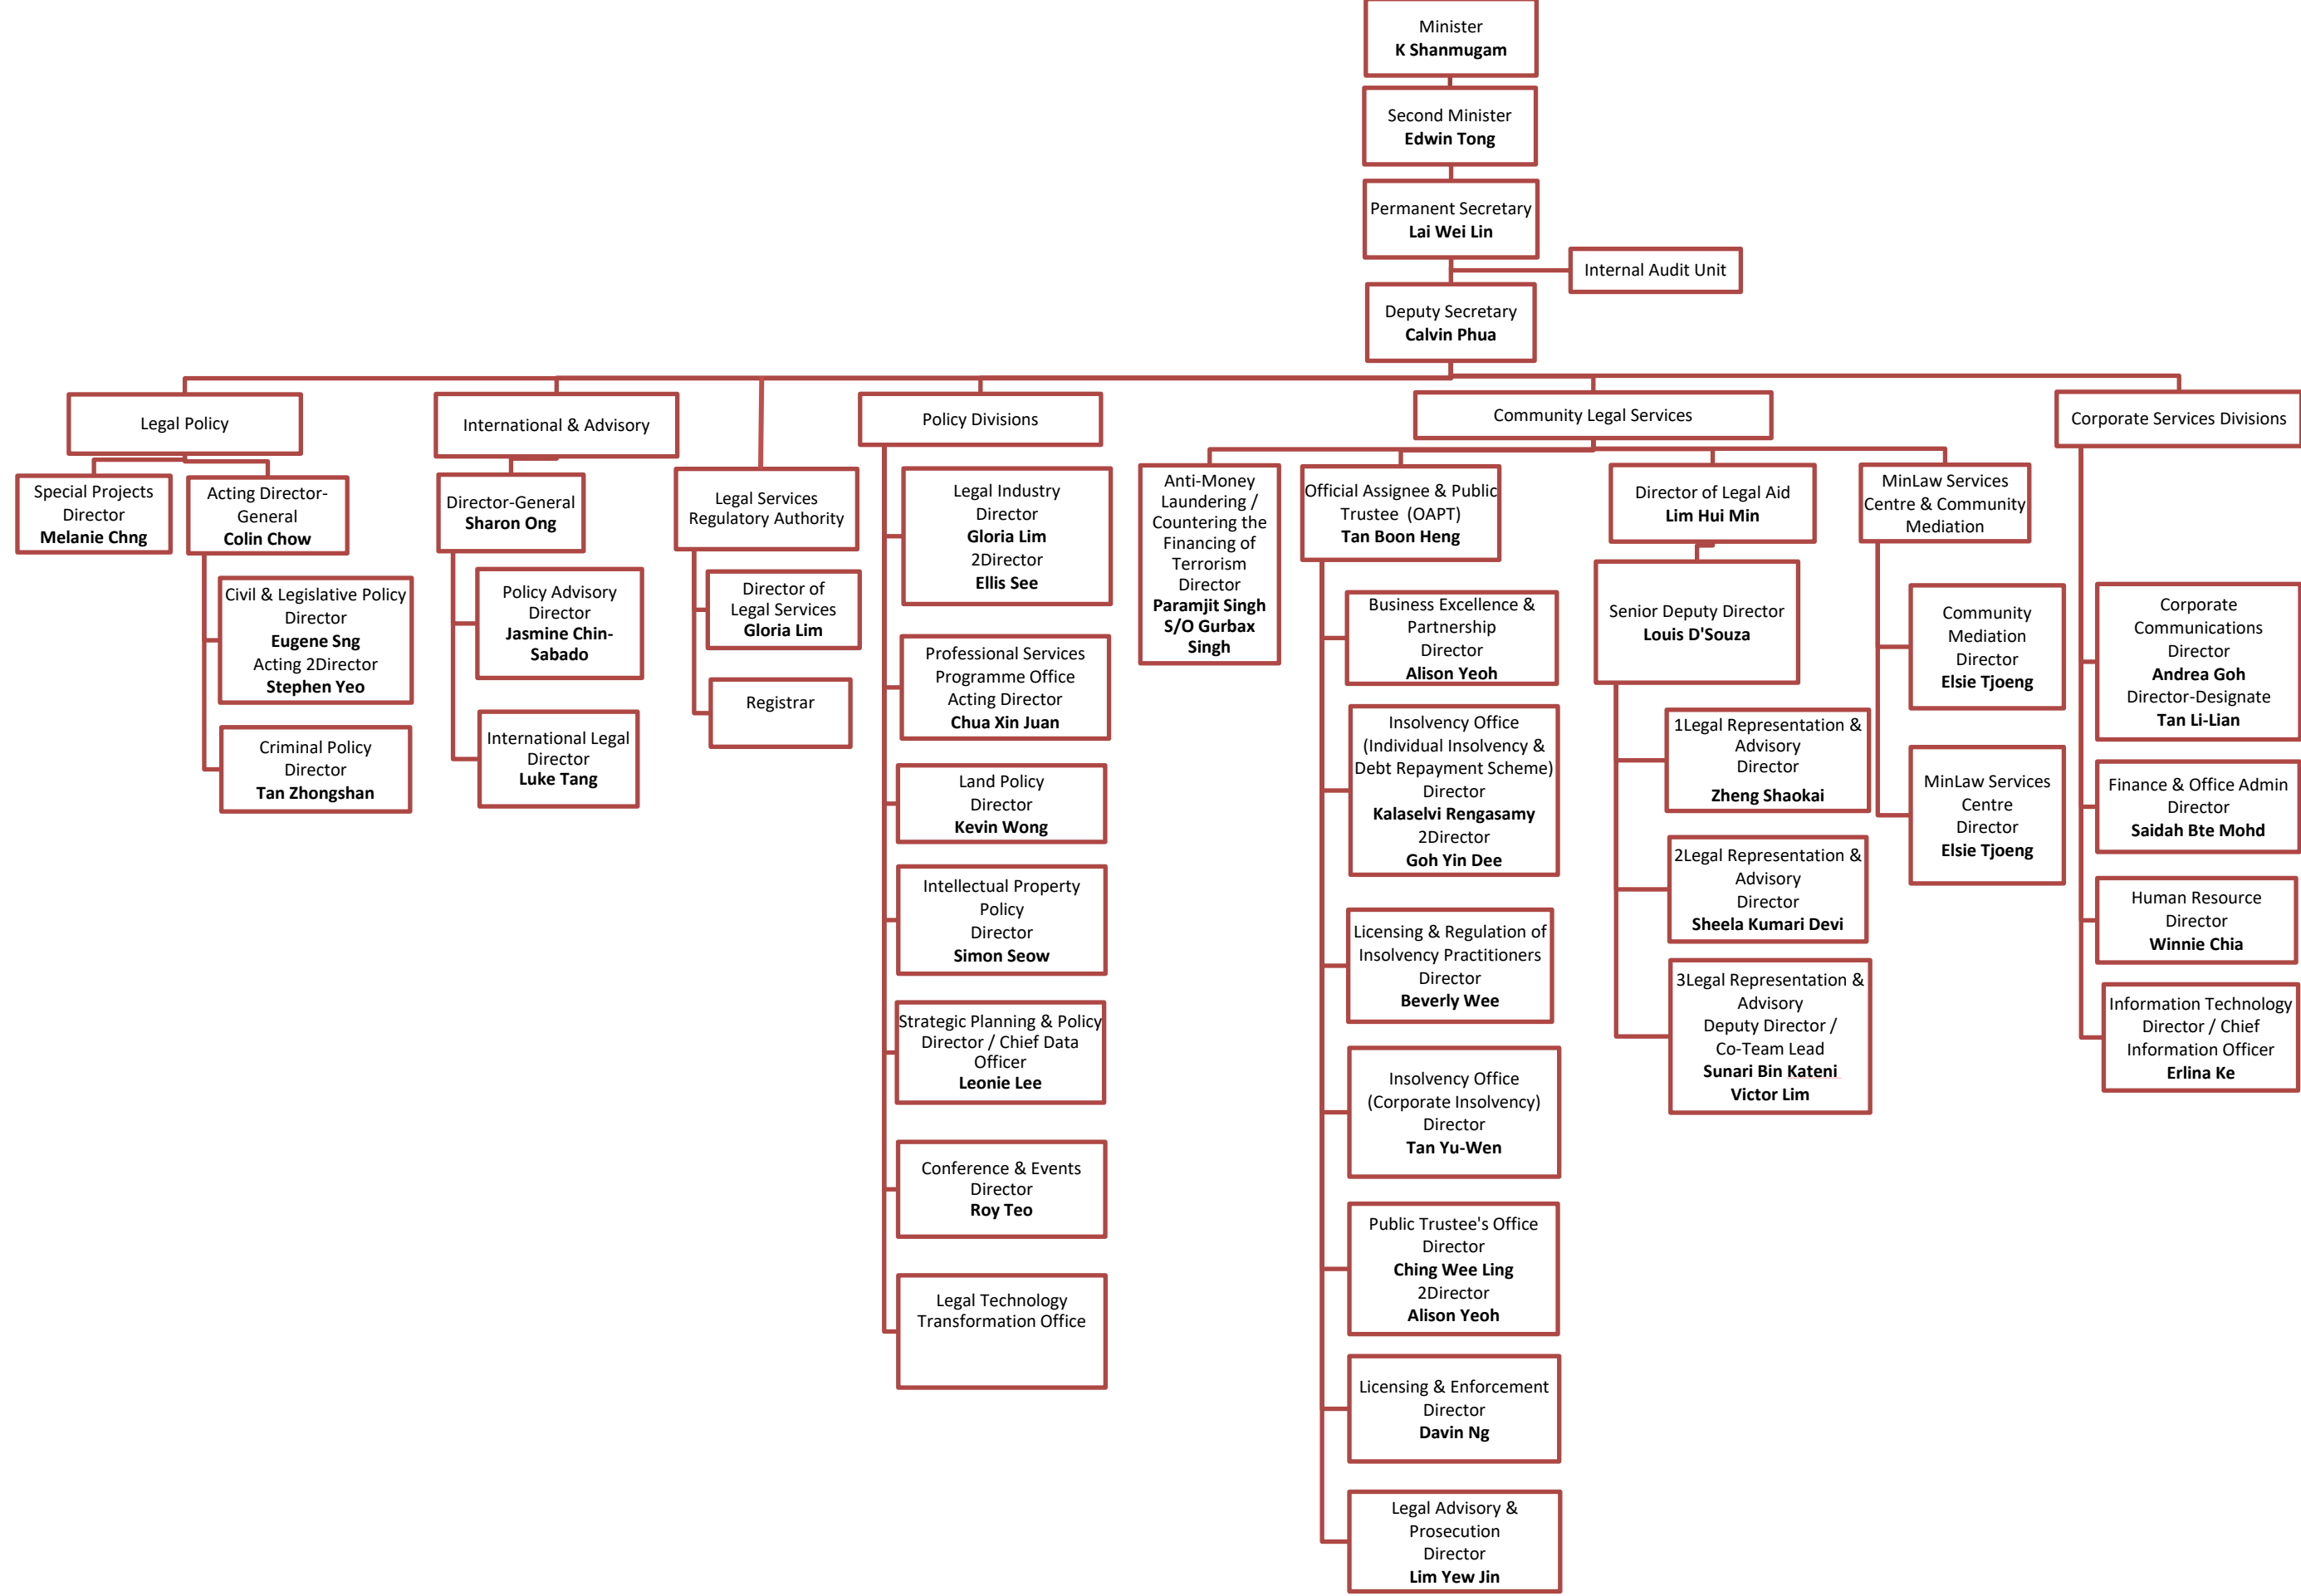 Minister
K Shanmugam
Second Minister
Edwin Tong
Permanent Secretary
Lai Wei Lin
Internal Audit Unit
Deputy Secretary
Calvin Phua
Legal Policy
Special Projects
Director
Melanie Chng
Acting Director-
General
Colin Chow
Civil & Legislative Policy
Director
Eugene Sng
Acting 2Director
Stephen Yeo
Criminal Policy
Director
Tan Zhongshan
International & Advisory
Director-General
Sharon Ong
Policy Advisory
Director
Jasmine Chin-
Sabado
International Legal
Director
Luke Tang
Legal Services
Regulatory Authority
Director of
Legal Services
Gloria Lim
Registrar
Policy Divisions
Legal Industry
Director
Gloria Lim
2Director
Ellis See
Professional Services
Programme Office
Acting Director
Chua Xin Juan
Land Policy
Director
Kevin Wong
Intellectual Property
Policy
Director
Simon Seow
Strategic Planning & Policy
Director / Chief Data
Officer
Leonie Lee
Conference & Events
Director
Roy Teo
Legal Technology
Transformation Office
Community Legal Services
Anti-Money
Laundering /
Countering the
Financing of
Terrorism
Director
Paramjit Singh
S/O Gurbax
Singh
Official Assignee & Public
Trustee (OAPT)
Tan Boon Heng
Business Excellence &
Partnership
Director
Alison Yeoh
Insolvency Office
(Individual Insolvency &
Debt Repayment Scheme)
Director
Kalaselvi Rengasamy
2Director
Goh Yin Dee
Licensing & Regulation of
Insolvency Practitioners
Director
Beverly Wee
Insolvency Office
(Corporate Insolvency)
Director
Tan Yu-Wen
Public Trustee's Office
Director
Ching Wee Ling
2Director
Alison Yeoh
Licensing & Enforcement
Director
Davin Ng
Legal Advisory &
Prosecution
Director
Lim Yew Jin
Director of Legal Aid
Lim Hui Min
Senior Deputy Director
Louis D'Souza
1Legal Representation &
Advisory
Director
Zheng Shaokai
2Legal Representation &
Advisory
Director
Sheela Kumari Devi
3Legal Representation &
Advisory
Deputy Director /
Co-Team Lead
Sunari Bin Kateni
Victor Lim
MinLaw Services
Centre & Community
Mediation
Community
Mediation
Director
Elsie Tjoeng
MinLaw Services
Centre
Director
Elsie Tjoeng
Corporate Services Divisions
Corporate
Communications
Director
Andrea Goh
Director-Designate
Tan Li-Lian
Finance & Office Admin
Director
Saidah Bte Mohd
Human Resource
Director
Winnie Chia
Information Technology
Director / Chief
Information Officer
Erlina Ke